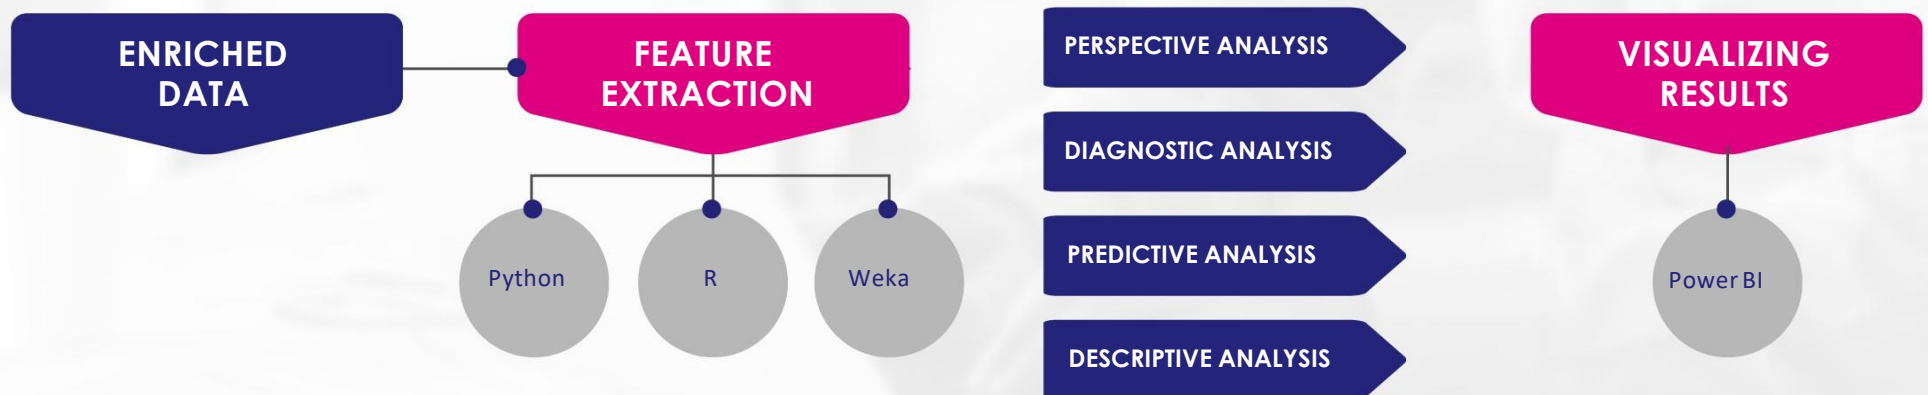 ENRICHED
DATA
FEATURE
EXTRACTION
Python
R
Weka
PERSPECTIVE ANALYSIS
DIAGNOSTIC ANALYSIS
PREDICTIVE ANALYSIS
DESCRIPTIVE ANALYSIS
VISUALIZING
RESULTS
Power BI